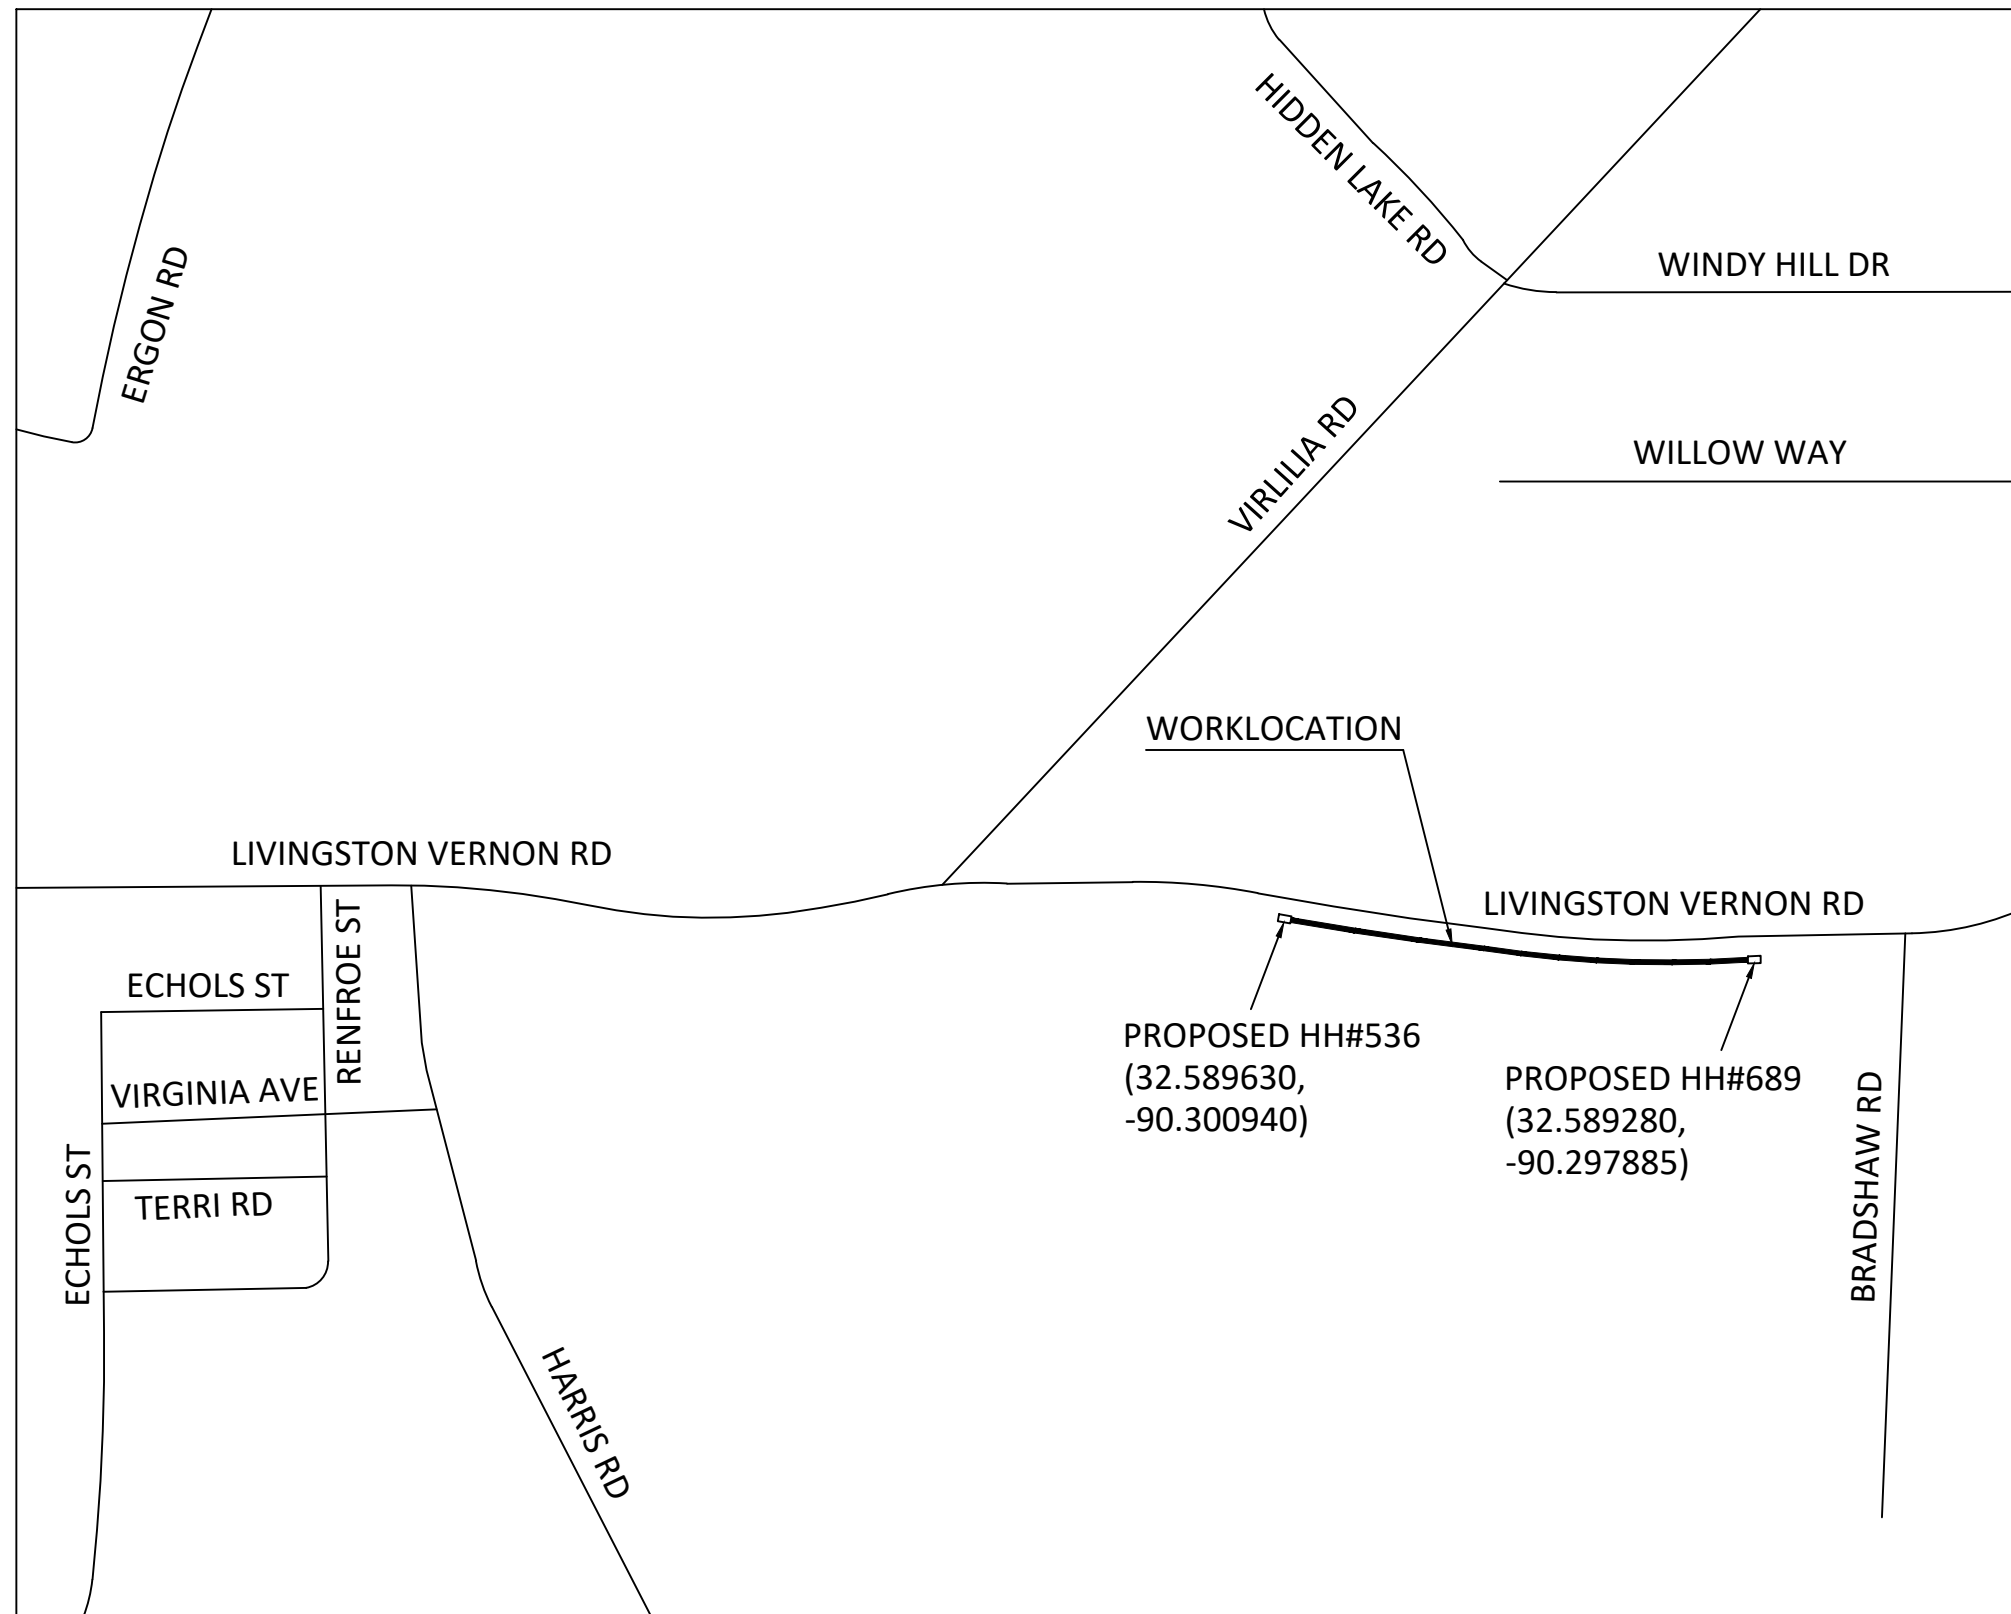 HIDDEN LAKE RD
WINDY HILL DR
ERGON RD
VIRLILIA RD
WILLOW WAY
WORKLOCATION
LIVINGSTON VERNON RD
LIVINGSTON VERNON RD
RENFROE ST
ECHOLS ST
PROPOSED HH#536
(32.589630,
-90.300940)
PROPOSED HH#689
(32.589280,
-90.297885)
VIRGINIA AVE
BRADSHAW RD
ECHOLS ST
TERRI RD
HARRIS RD